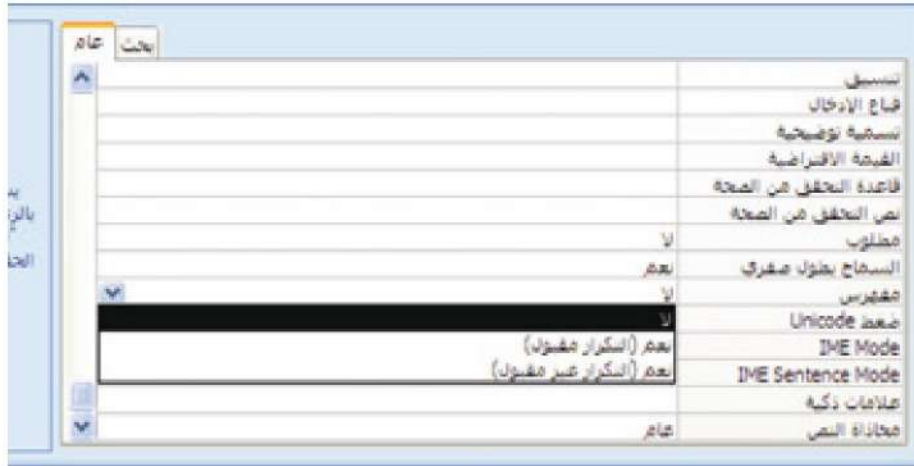 عام بحث
تنسيق
قناع الإدخال
تسمية توضيحية
القيمة الافتراضية
قاعدة التحقق من الصحة
نص التحقق من الصحة
مطلوب لا
السماح بطول صفري نعم
مفهرس لا
ضغط Unicode لا
IME Mode نعم (التكرار مقبول)
IME Sentence Mode نعم (التكرار غير مقبول)
علامات ذكية
محاذاة النص عام